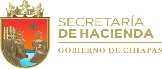 SECRETARÍA
DE HACIENDA
GOBIERNO DE CHIAPAS